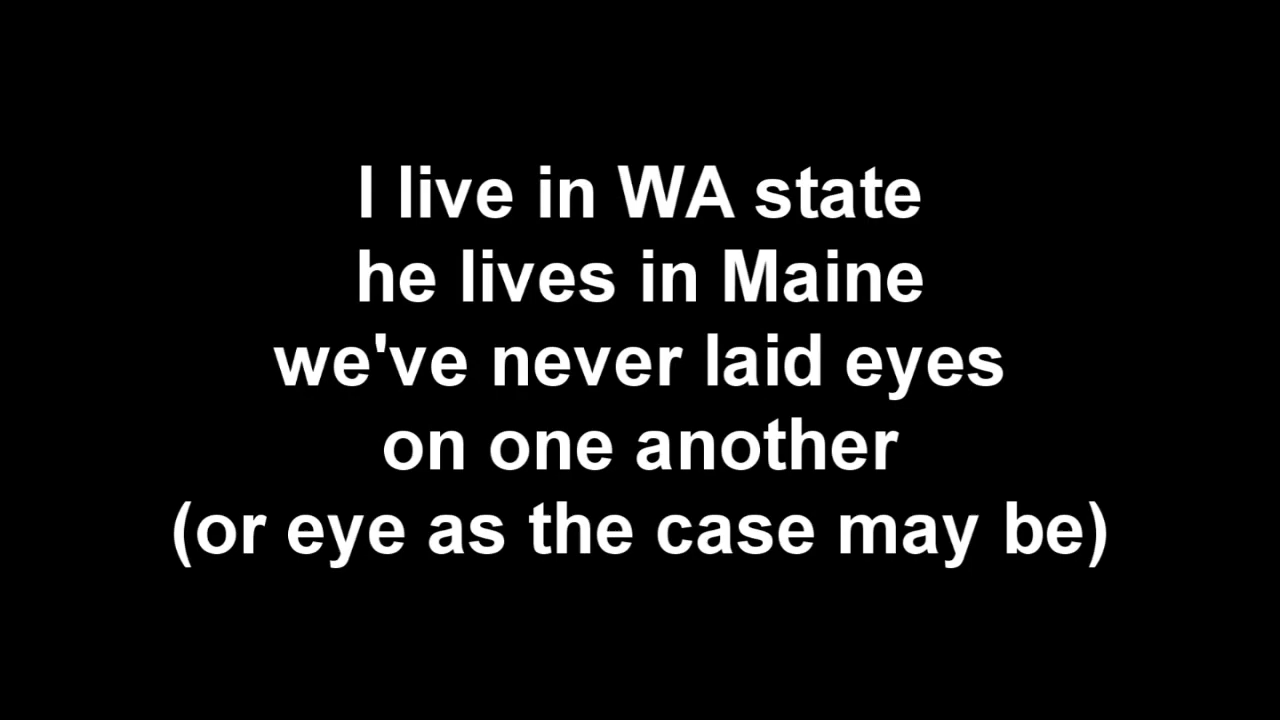 I live in WA state
he lives in Maine
we've never laid eyes
on one another
(or eye as the case may be)